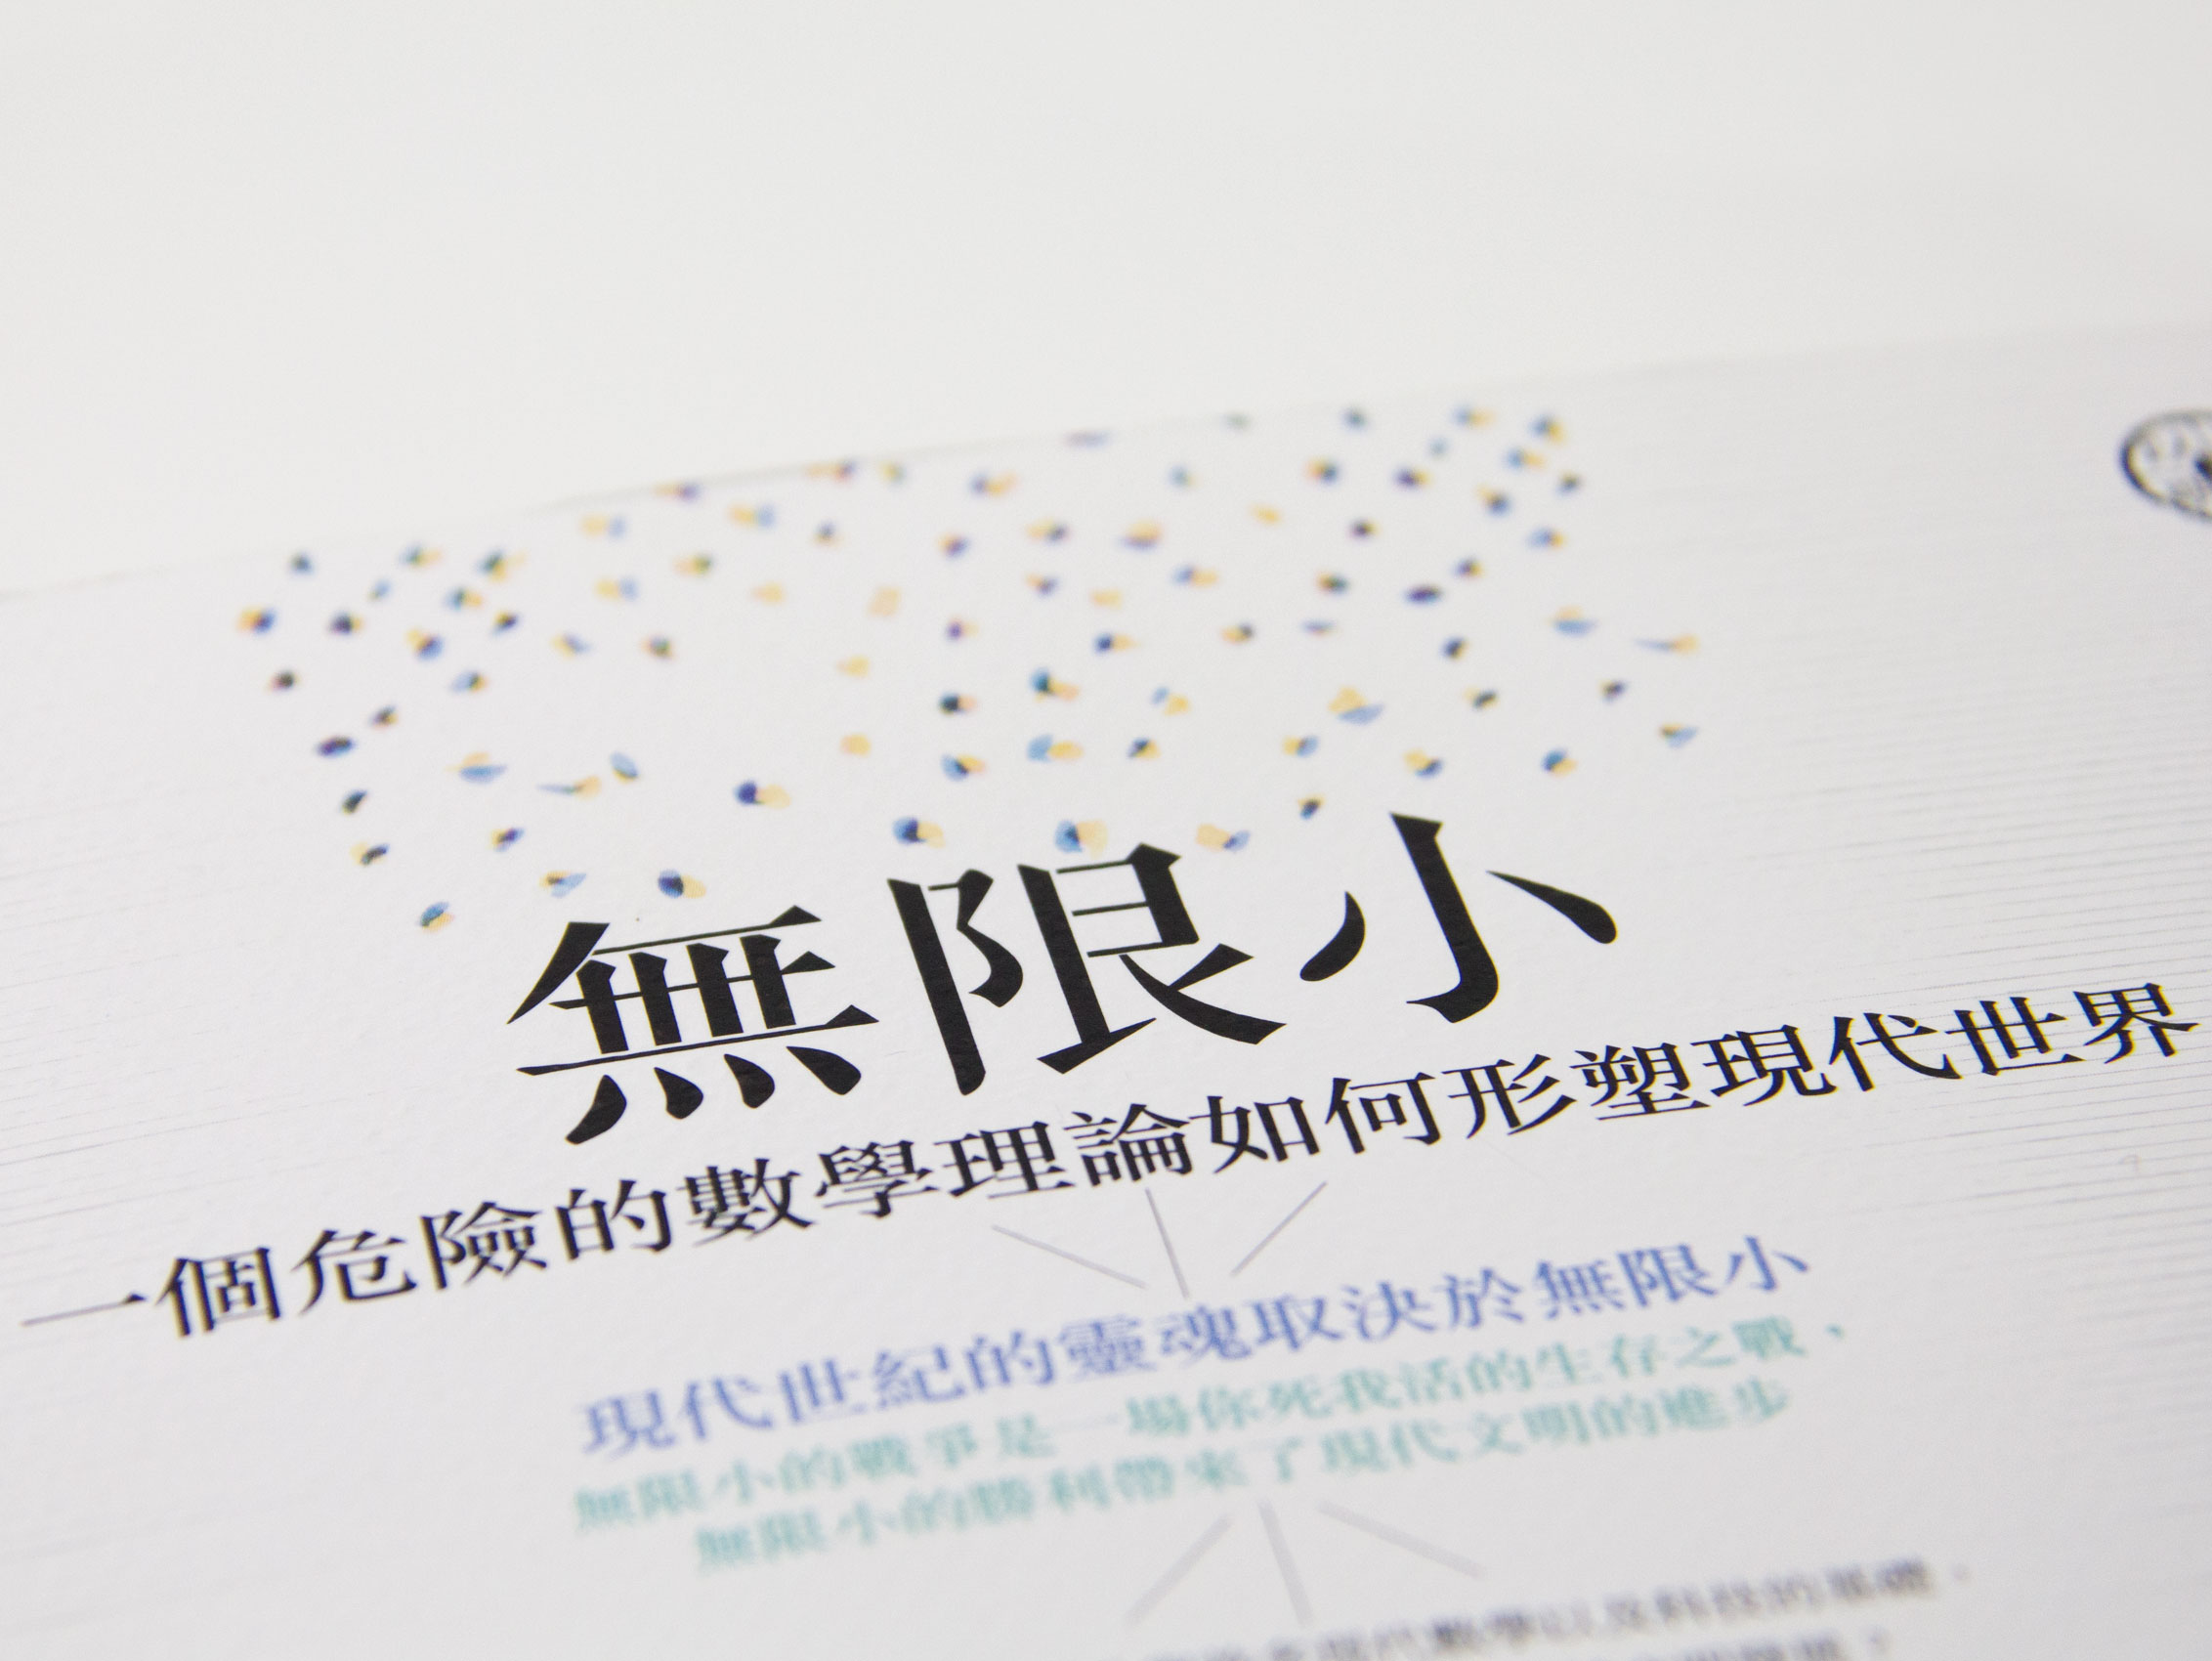 無限小
一個危險的數學理論如何形塑現代世界
現代世紀的靈魂取決於無限小
無限小的戰爭是一場你死我活的生存之戰，
無限小的勝利帶來了現代文明的進步
現代數學以及科技的基礎，